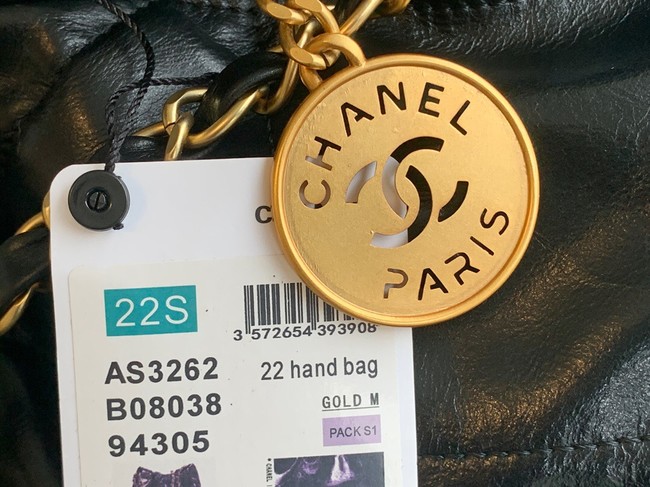 CHANEL
PARIS
C
22S
3 572654 393908
AS3262
22 hand bag
B08038
GOLD M
94305
PACK S1